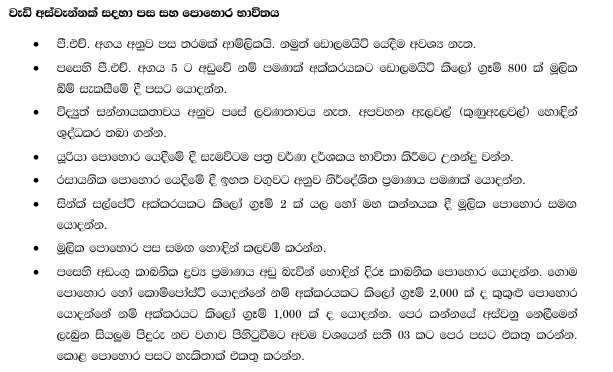 වැඩි අස්වැන්නක් සඳහා පස සහ පොහොර භාවිතය
• පී.එච්. අගය අනුව පස තරමක් ආම්ලිකයි. නමුත් ඩොලමයිට් යෙදීම අවශ්‍ය නැත.
• පසෙහි පී.එච්. අගය 5 ට අඩුවේ නම් පමණක් අක්කරයකට ඩොලමයිට් කිලෝ ග්‍රෑම් 800 ක් මූලික
බිම් සැකසීමේ දී පසට යොදන්න.
• විද්‍යුත් සන්නායකතාවය අනුව පසේ ලවණතාවය නැත. අපවහන ඇලවල් (කුණුඇලවල්) හොඳින්
ශුද්ධකර තබා ගන්න.
• යූරියා පොහොර යෙදීමේ දී සැමවිටම පත්‍ර වර්ණ දර්ශකය භාවිතා කිරීමට උනන්දු වන්න.
• රසායනික පොහොර යෙදීමේ දී ඉහත වගුවට අනුව නිර්දේශිත ප්‍රමාණය පමණක් යොදන්න.
• සින්ක් සල්පේට් අක්කරයකට කිලෝ ග්‍රෑම් 2 ක් යල හෝ මහ කන්නයක දී මූලික පොහොර සමඟ
යොදන්න.
• මූලික පොහොර පස සමඟ හොඳින් කලවම් කරන්න.
• පසෙහි අඩංගු කාබනික ද්‍රව්‍ය ප්‍රමාණය අඩු බැවින් හොඳින් දිරූ කාබනික පොහොර යොදන්න. ගොම
පොහොර හෝ කොම්පෝස්ට් යොදන්නේ නම් අක්කරයකට කිලෝ ග්‍රෑම් 2,000 ක් ද කුකුළු පොහොර
යොදන්නේ නම් අක්කරයට කිලෝ ග්‍රෑම් 1,000 ක් ද යොදන්න. පෙර කන්නයේ අස්වනු නෙලීමෙන්
ලැබුන සියලුම පිදුරු නව වගාව පිහිටුවීමට අවම වශයෙන් සති 03 කට පෙර පසට එකතු කරන්න.
කොළ පොහොර පසට හැකිතාක් එකතු කරන්න.